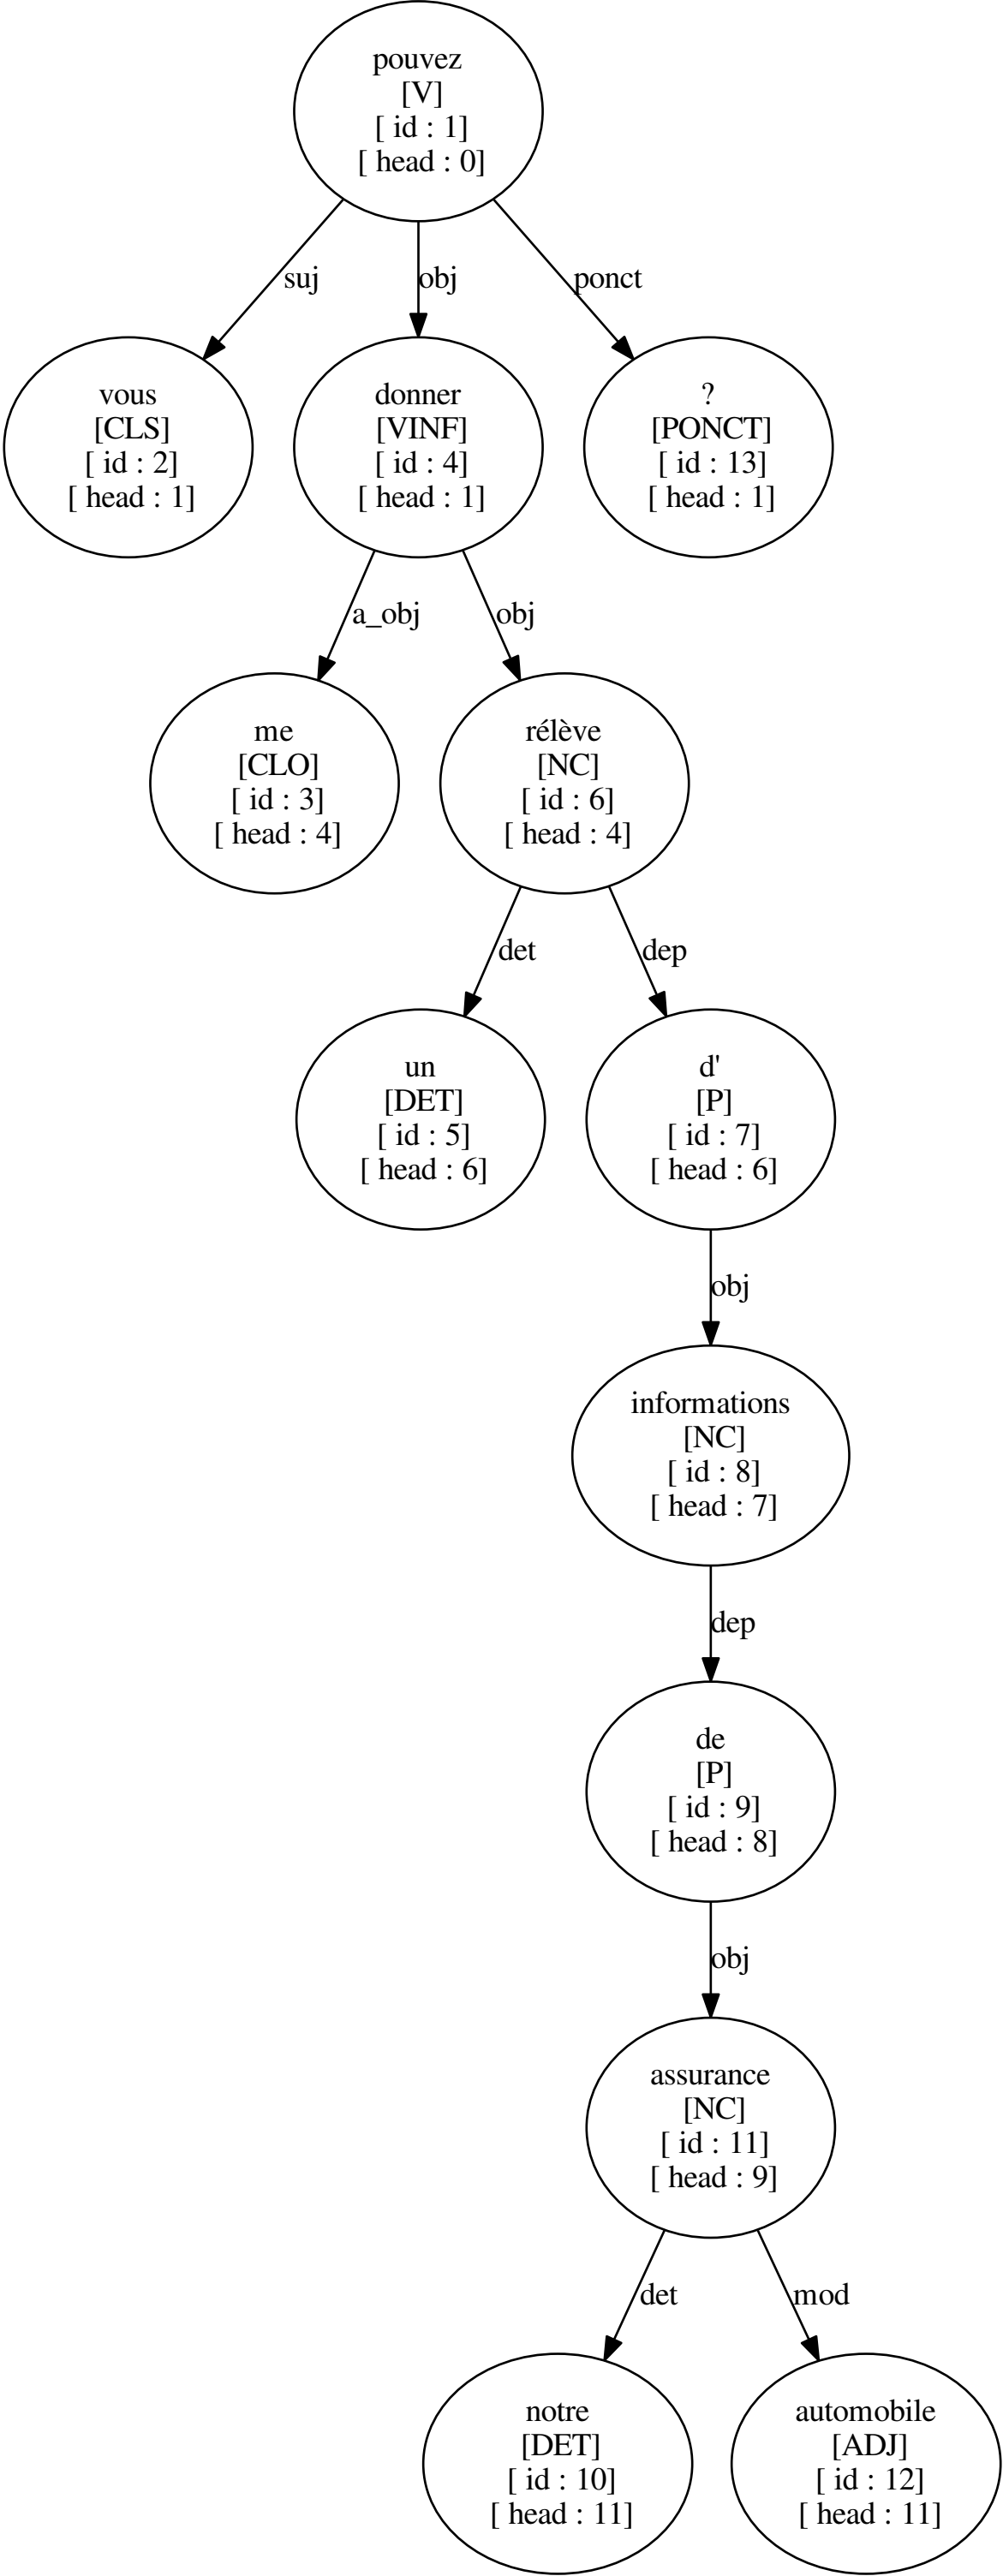 pouvez
[V]
[ id : 1]
[ head : 0]
suj
obj
ponct
vous
[CLS]
[ id : 2]
[ head : 1]
donner
[VINF]
[ id : 4]
[ head : 1]
?
[PONCT]
[ id : 13]
[ head : 1]
a_obj
obj
me
[CLO]
[ id : 3]
[ head : 4]
rélève
[NC]
[ id : 6]
[ head : 4]
det
dep
un
[DET]
[ id : 5]
[ head : 6]
d'
[P]
[ id : 7]
[ head : 6]
obj
informations
[NC]
[ id : 8]
[ head : 7]
dep
de
[P]
[ id : 9]
[ head : 8]
obj
assurance
[NC]
[ id : 11]
[ head : 9]
det
mod
notre
[DET]
[ id : 10]
[ head : 11]
automobile
[ADJ]
[ id : 12]
[ head : 11]